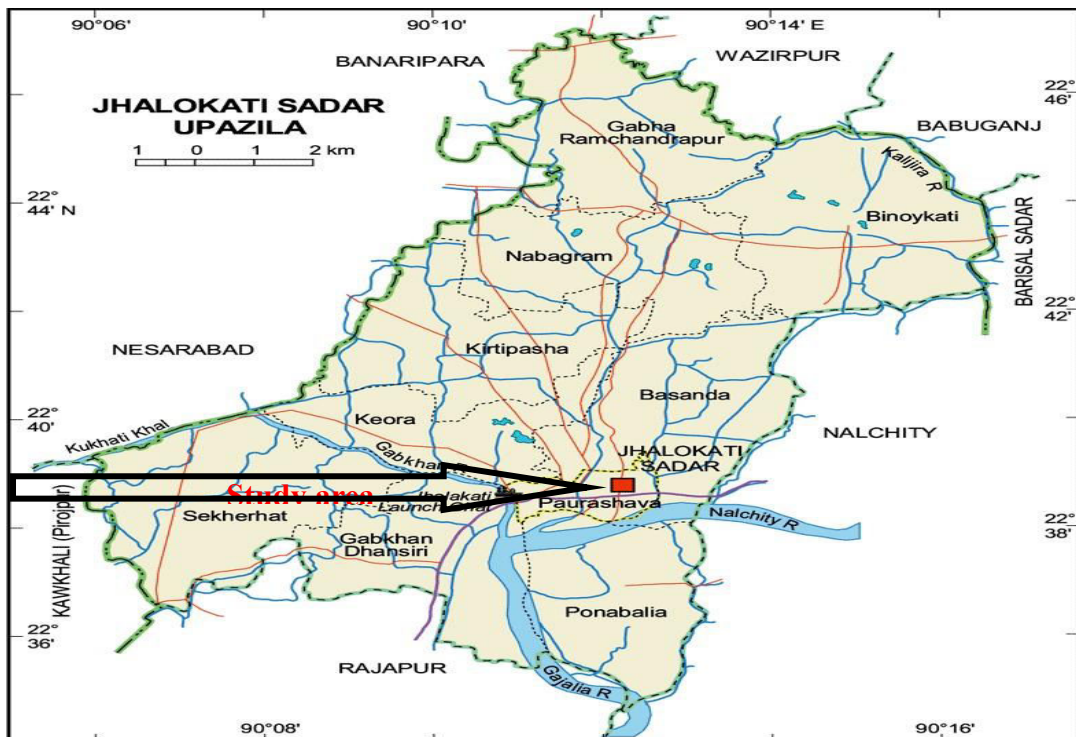 90°06'
90°10'
90°14' E
BANARIPARA
WAZIRPUR
JHALOKATI SADAR
UPAZILA
1 0 1 2 km
22°
46'
Gabha
Ramchandrapur
BABUGANJ
Kalijira R
22°
44' N
Binoykati
Nabagram
BARISAL SADAR
22°
42'
NESARABAD
Kirtipasha
Basanda
22°
40'
Keora
Kukhati Khal
Gabkhan R
NALCHITY
JHALOKATI
SADAR
Study area
Jhalakati
Launch Ghat
Paurashava
Sekherhat
Nalchity R
KAWKHALI (Pirojpur)
Gabkhan
Dhansiri
22°
38'
Ponabalia
22°
36'
RAJAPUR
Gajalia R
90°08'
90°16'